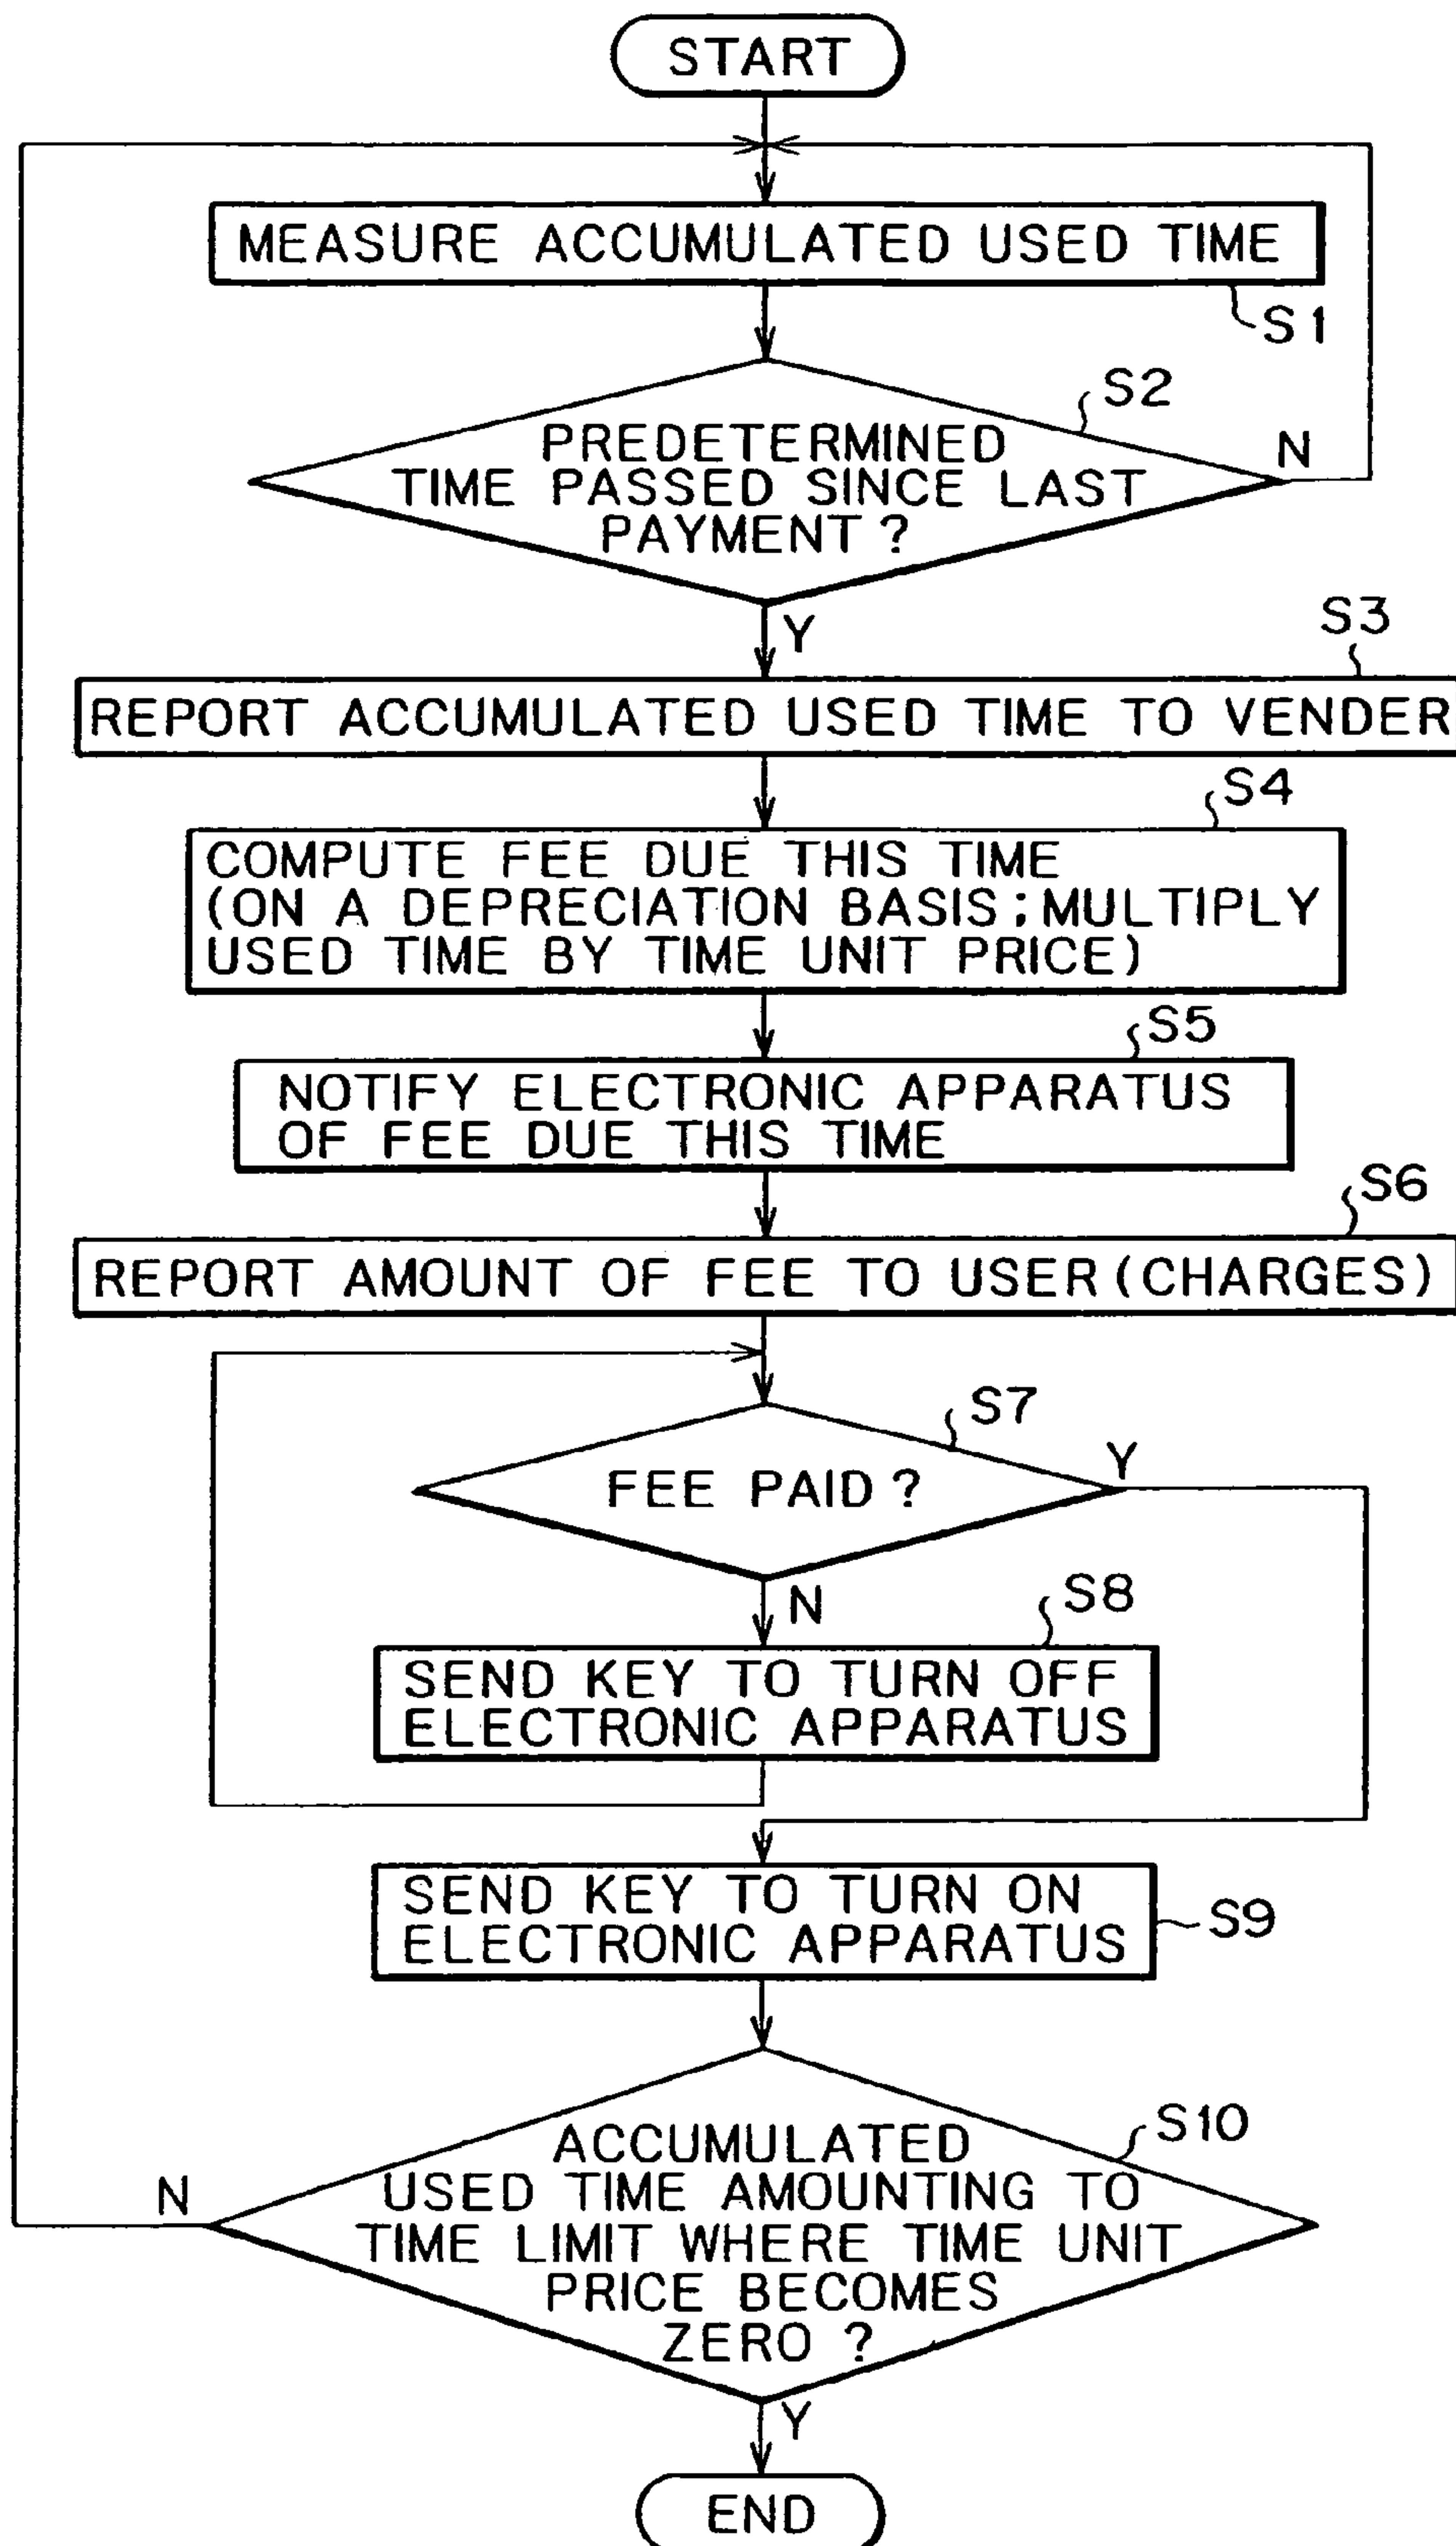 START
MEASURE ACCUMULATED USED TIME
S1
S2
PREDETERMINED
TIME PASSED SINCE LAST
PAYMENT?
N
Y
S3
REPORT ACCUMULATED USED TIME TO VENDER
S4
COMPUTE FEE DUE THIS TIME
(ON A DEPRECIATION BASIS; MULTIPLY
USED TIME BY TIME UNIT PRICE)
S5
NOTIFY ELECTRONIC APPARATUS
OF FEE DUE THIS TIME
S6
REPORT AMOUNT OF FEE TO USER (CHARGES)
S7
FEE PAID?
Y
N
S8
SEND KEY TO TURN OFF
ELECTRONIC APPARATUS
SEND KEY TO TURN ON
ELECTRONIC APPARATUS
S9
S10
ACCUMULATED
USED TIME AMOUNTING TO
TIME LIMIT WHERE TIME UNIT
PRICE BECOMES
ZERO?
N
Y
END